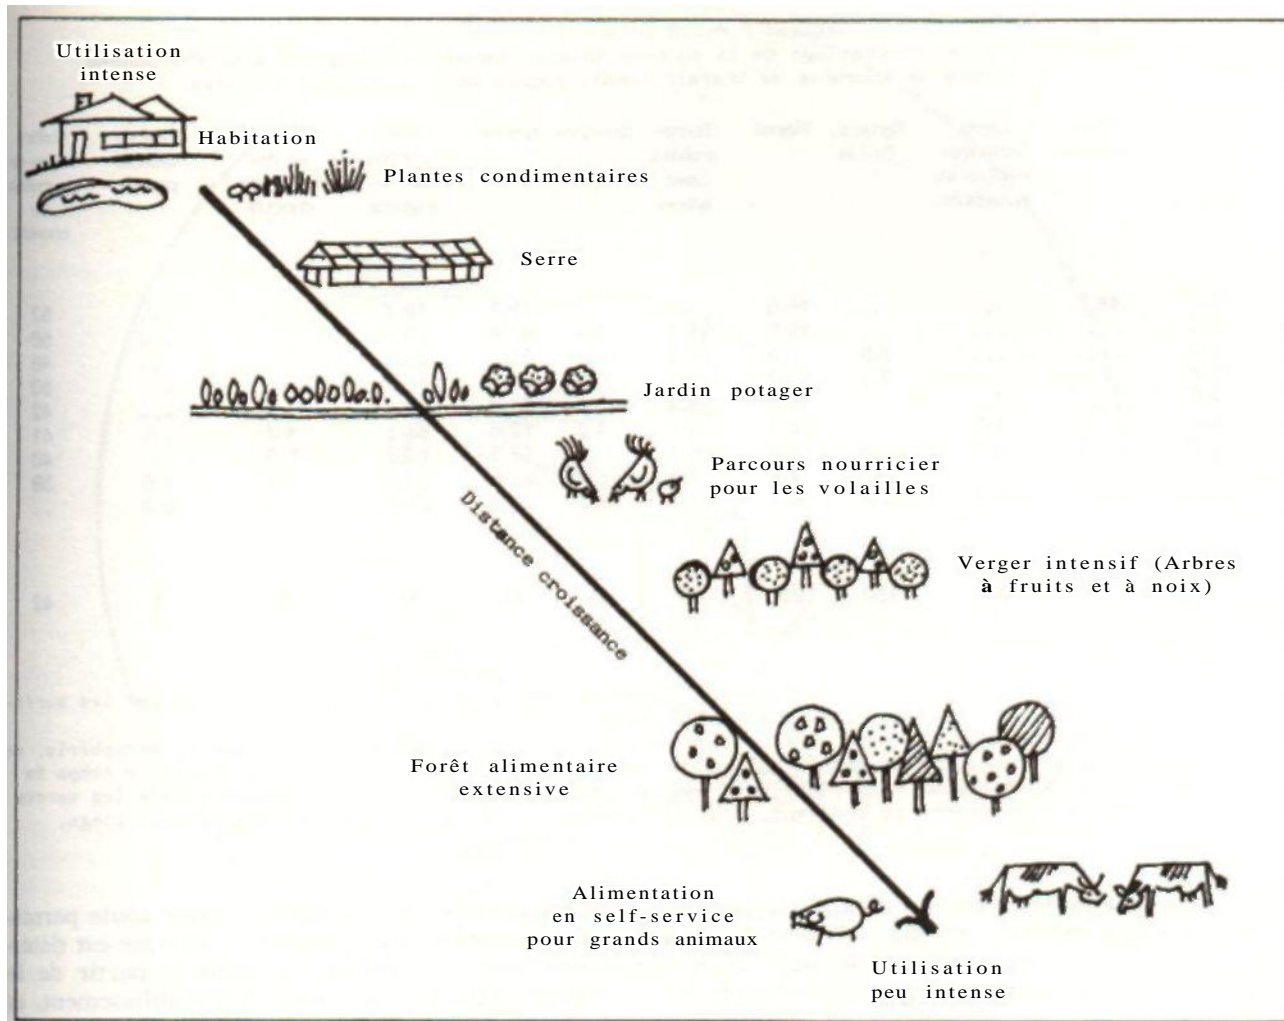 Utilisation
intense
Habitation
Plantes condimentaires
Serre
Jardin potager
Parcours nourricier
pour les volailles
Distance croissance
Verger intensif (Arbres
à fruits et à noix)
Forêt alimentaire
extensive
Alimentation
en self-service
pour grands animaux
Utilisation
peu intense